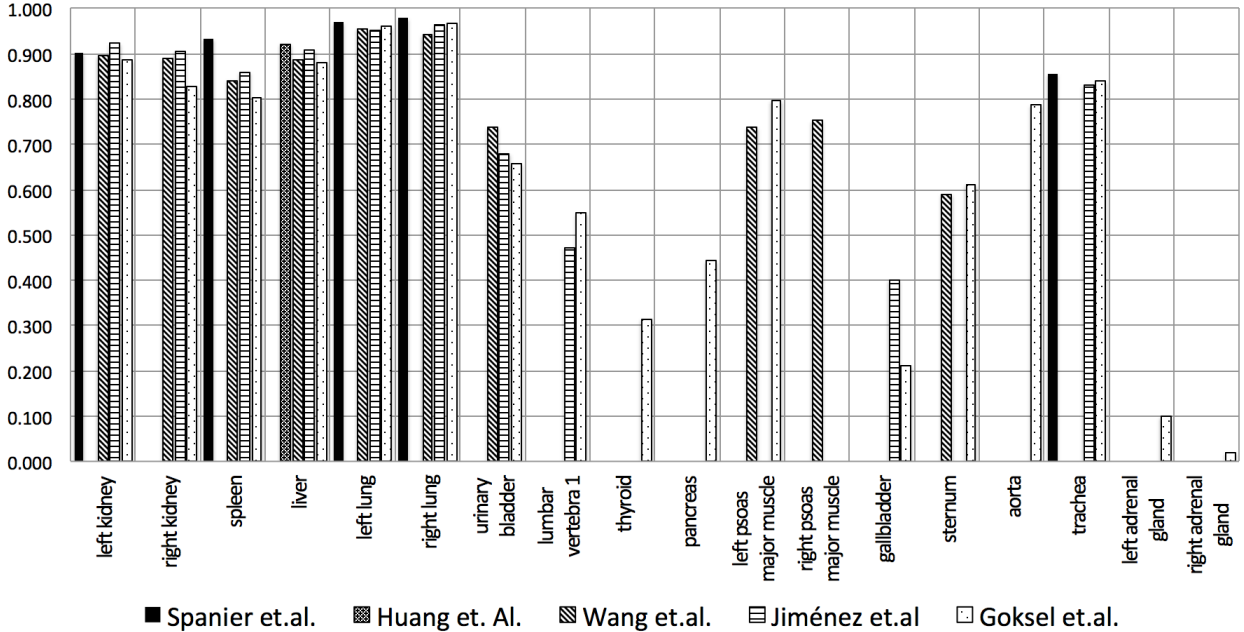 1.000
0.900
0.800
0.700
0.600
0.500
0.400
0.300
0.200
0.100
0.000
left kidney
right kidney
spleen
liver
left lung
right lung
urinary
bladder
lumbar
vertebra 1
thyroid
pancreas
left psoas
major muscle
right psoas
major muscle
gallbladder
sternum
aorta
trachea
left adrenal
gland
right adrenal
gland
Spanier et.al. Huang et. Al. Wang et.al. Jiménez et.al Goksel et.al.